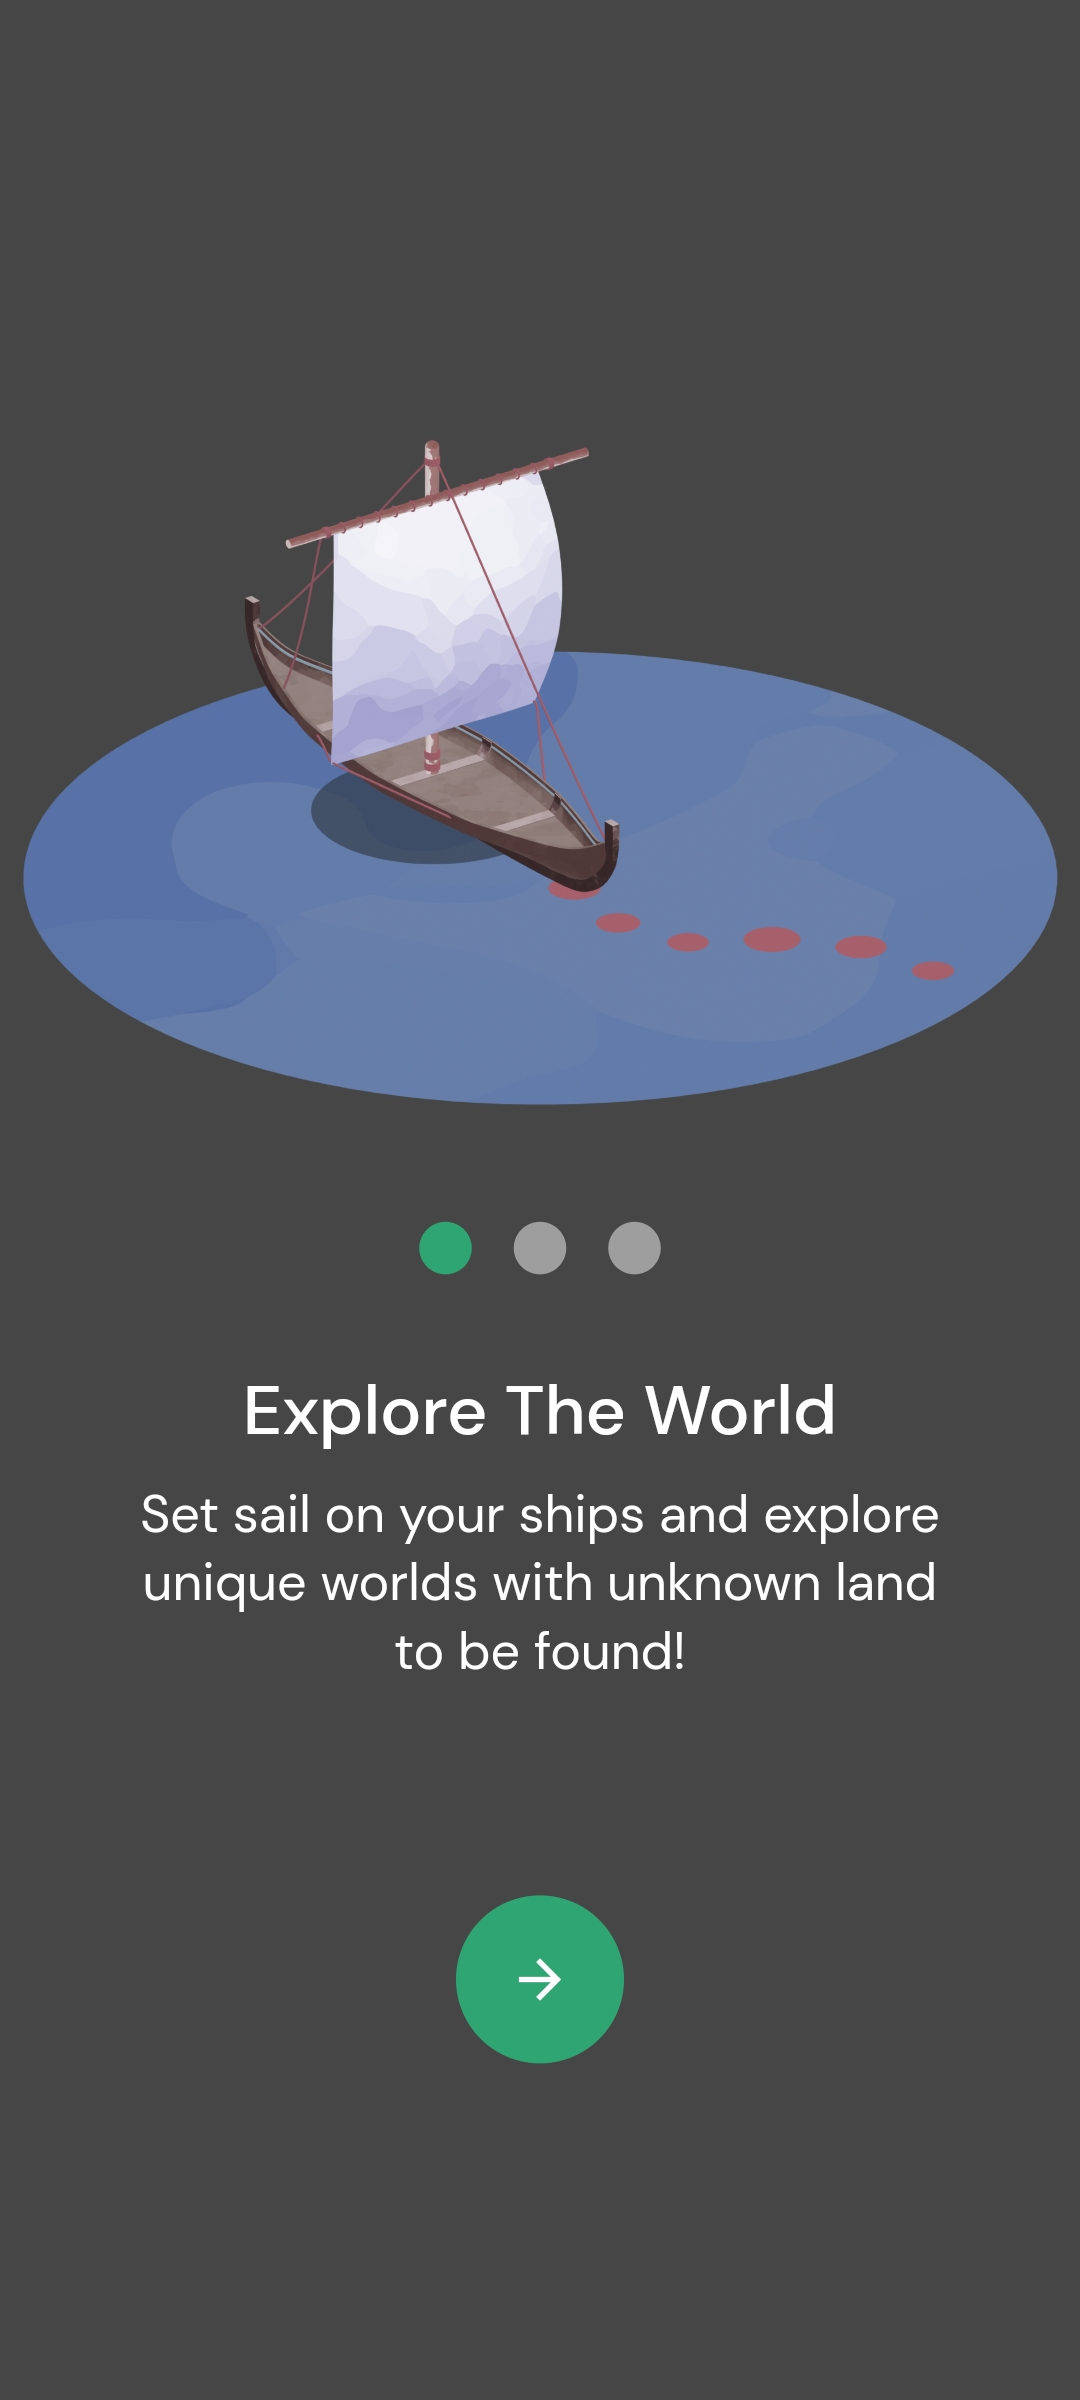 Explore The World
Set sail on your ships and explore
unique worlds with unknown land
to be found!